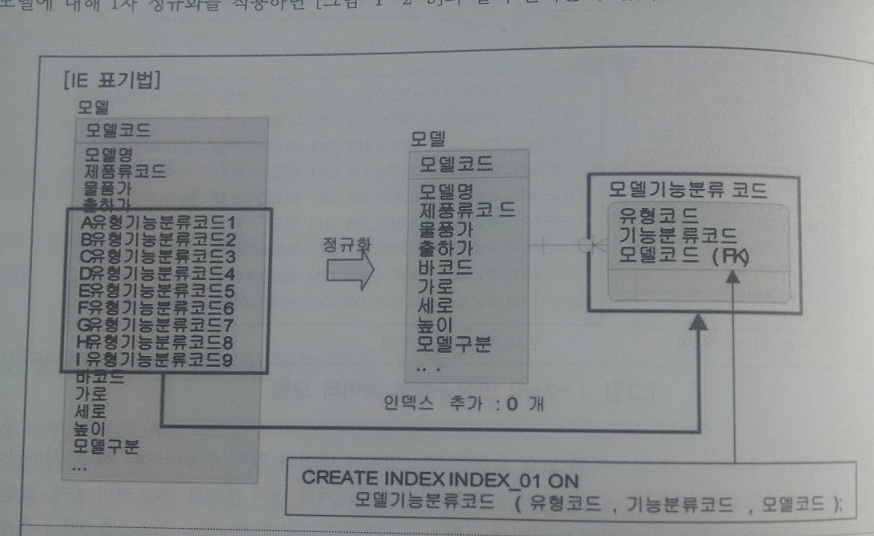 모델에 대해 1차 정규화를 적용하면 [그림
[IE 표기법]
모델
모델코드
모델명
제품류코드
물품가
출하가
A유형기능분류코드1
B유형기능분류코드2
C유형기능분류코드3
D유형기능분류코드4
E유형기능분류코드5
F유형기능분류코드6
G유형기능분류코드7
H유형기능분류코드8
I 유형기능분류코드9
바코드
가로
세로
높이
모델구분
...
정규화
모델
모델코드
모델명
제품류코드
물품가
출하가
바코드
가로
세로
높이
모델구분
.. .
모델기능분류 코드
유형코드
기능분류코드
모델코드 (FK)
인덱스 추가 : 0 개
CREATE INDEX INDEX_01 ON
모델기능분류코드 ( 유형코드 , 기능분류코드 , 모델코드 );